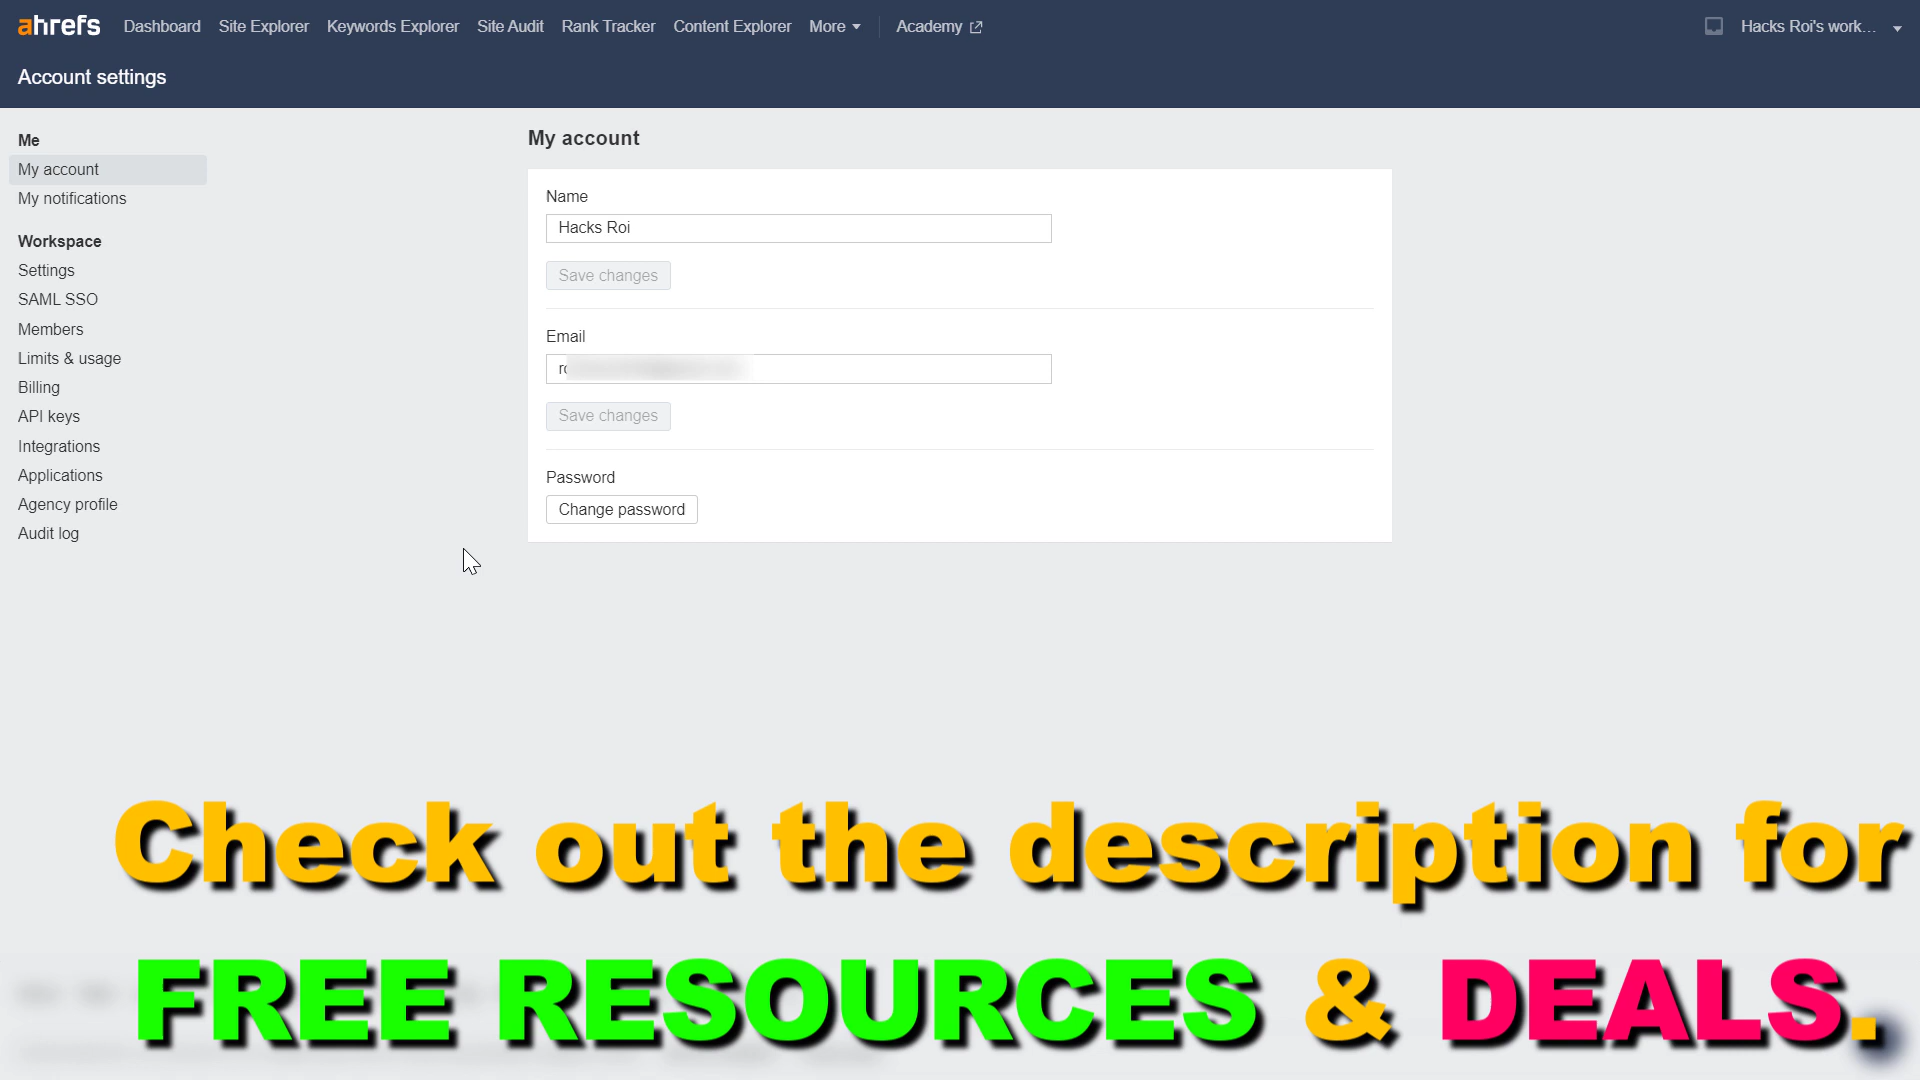 ahrefs Dashboard Site Explorer Keywords Explorer Site Audit Rank Tracker Content Explorer More Academy Hacks Roi's work...
Account settings
Me
My account
My notifications
Workspace
Settings
SAML SSO
Members
Limits & usage
Billing
API keys
Integrations
Applications
Agency profile
Audit log
My account
Name
Hacks Roi
Save changes
Email
Save changes
Password
Change password
Check out the description for
FREE RESOURCES & DEALS.